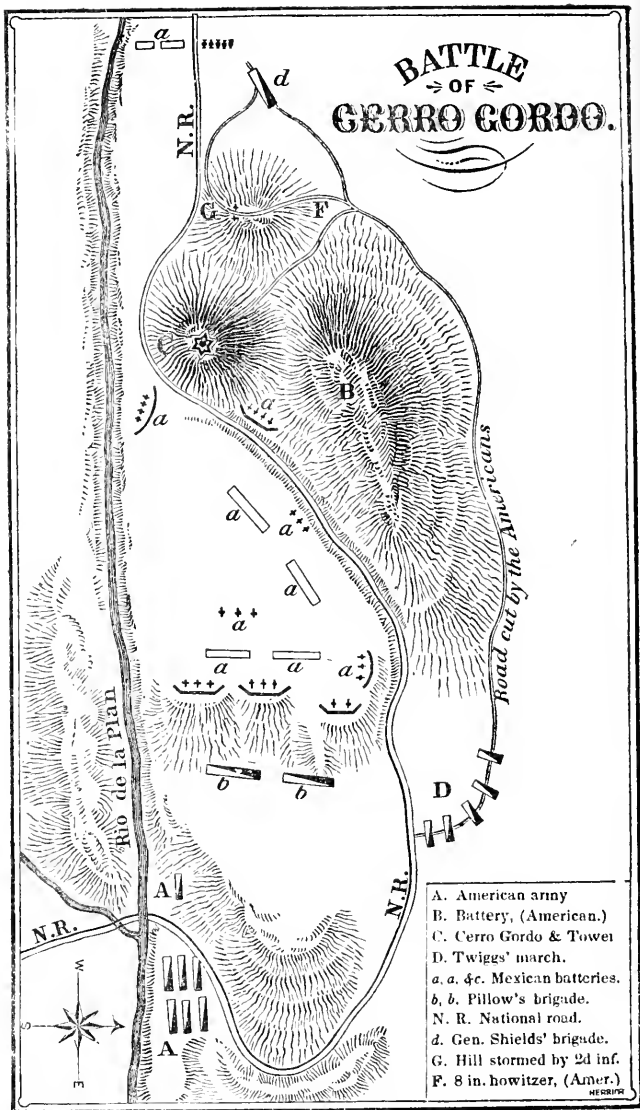 BATTLE
OF
CERRO GORDO.
a
d
N.R.
G
F
C
B
a
a
a
a
a
a
a
a
a
Road cut by the Americans
Rio de la Plan
b
b
D
A
N.R.
N.R.
A
W
S
N
E
A. American army
B. Battery, (American.)
C. Cerro Gordo & Tower
D. Twiggs' march.
a, a, &c. Mexican batteries.
b, b. Pillow's brigade.
N. R. National road.
d. Gen. Shields' brigade.
G. Hill stormed by 2d inf.
F. 8 in. howitzer, (Amer.)
HERRICK